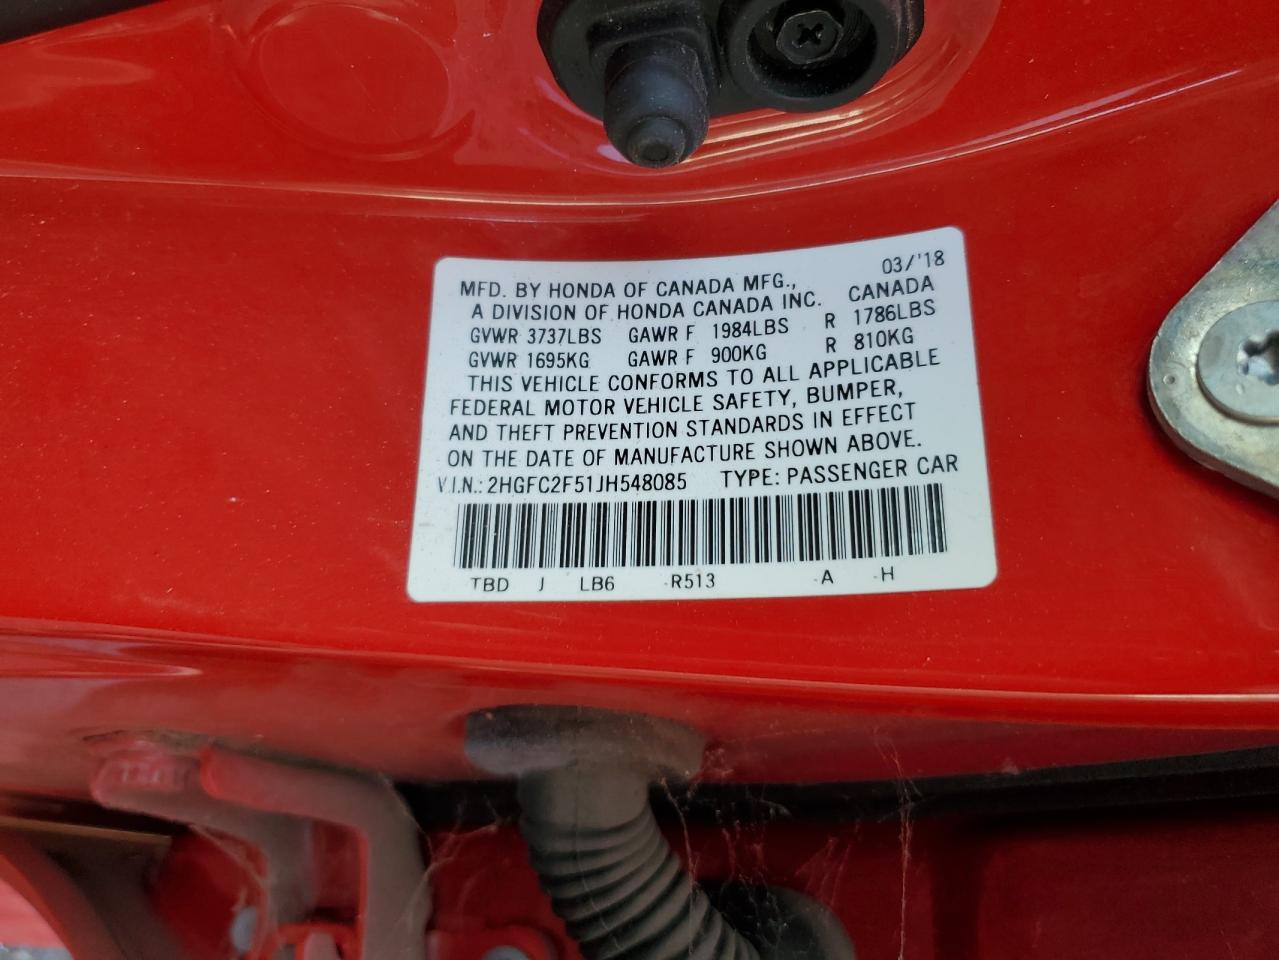 03/'18
MFD. BY HONDA OF CANADA MFG.,
A DIVISION OF HONDA CANADA INC. CANADA
GVWR 3737LBS GAWR F 1984LBS R 1786LBS
GVWR 1695KG GAWR F 900KG R 810KG
THIS VEHICLE CONFORMS TO ALL APPLICABLE
FEDERAL MOTOR VEHICLE SAFETY, BUMPER,
AND THEFT PREVENTION STANDARDS IN EFFECT
ON THE DATE OF MANUFACTURE SHOWN ABOVE.
V.I.N.: 2HGFC2F51JH548085 TYPE: PASSENGER CAR
TBD J LB6 -R513 -A -H